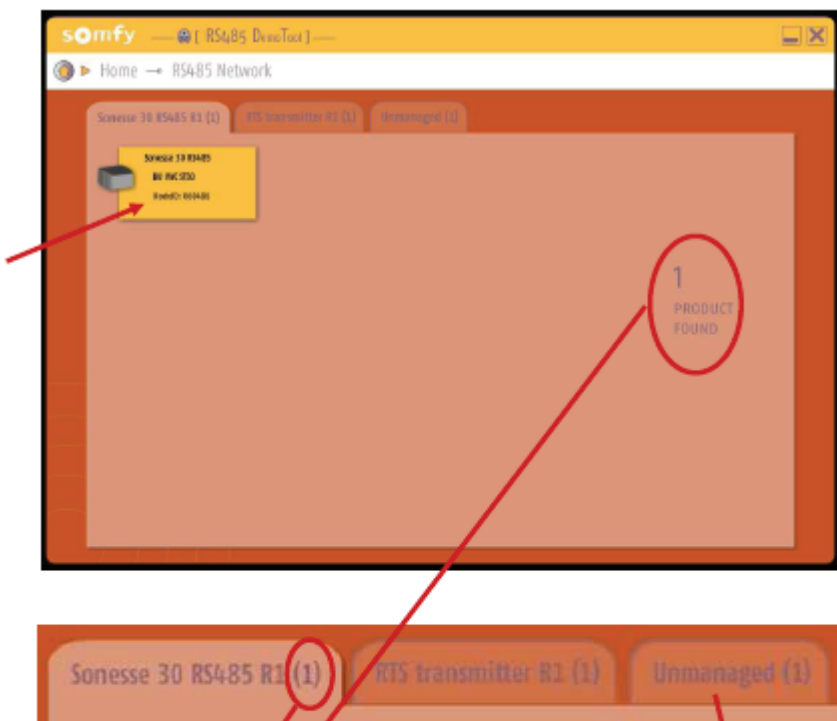 somfy [ RS485 DemoTool ]
Home → RS485 Network
Sonesse 30 RS485 R1 (1) RTS transmitter R1 (1) Unmanaged (1)
Sonesse 30 RS485
NodeID:
1
PRODUCT
FOUND
Sonesse 30 RS485 R1 (1) RTS transmitter R1 (1) Unmanaged (1)